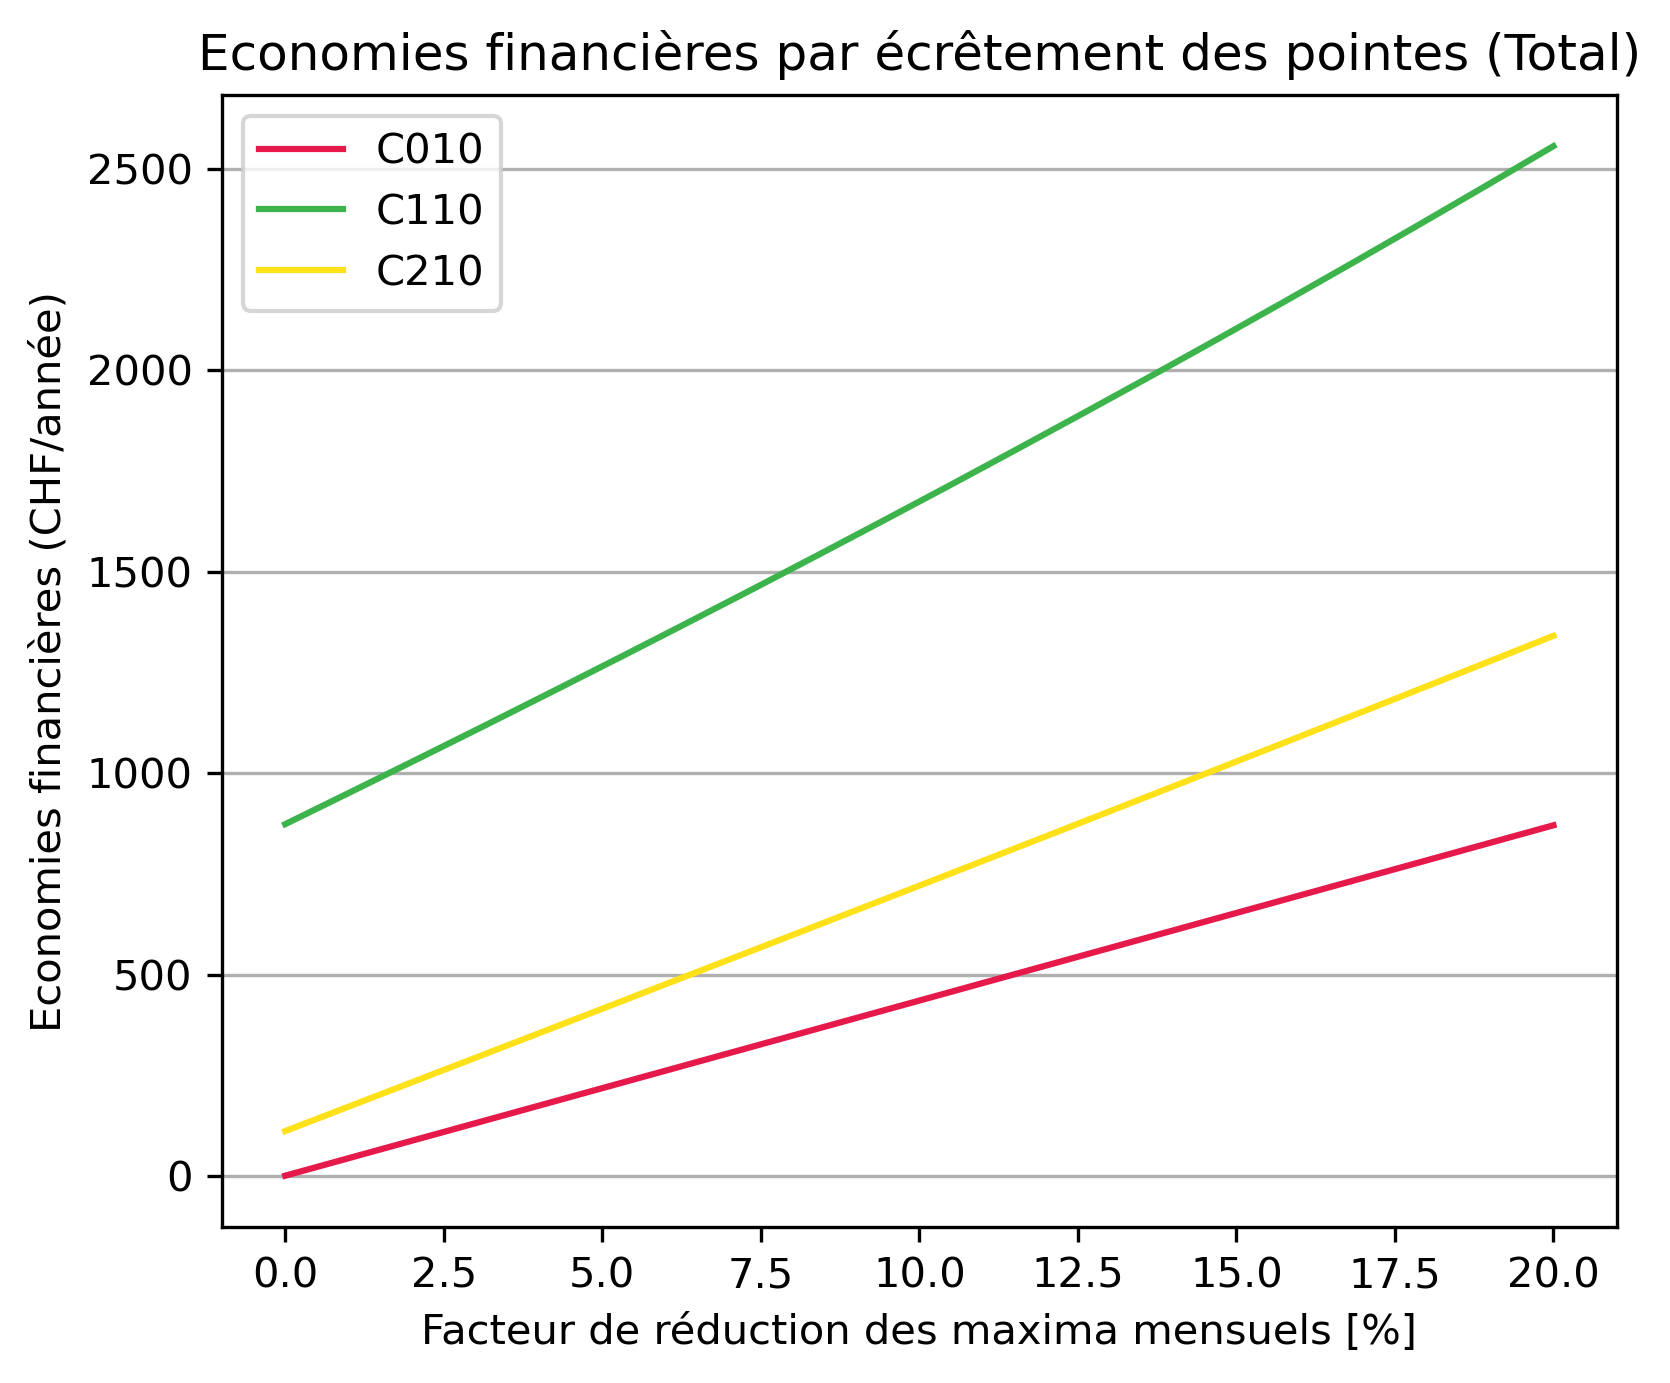 Economies financières par écrêtement des pointes (Total)
C010
C110
C210
Economies financières (CHF/année)
2500
2000
1500
1000
500
0
0.0 2.5 5.0 7.5 10.0 12.5 15.0 17.5 20.0
Facteur de réduction des maxima mensuels [%]